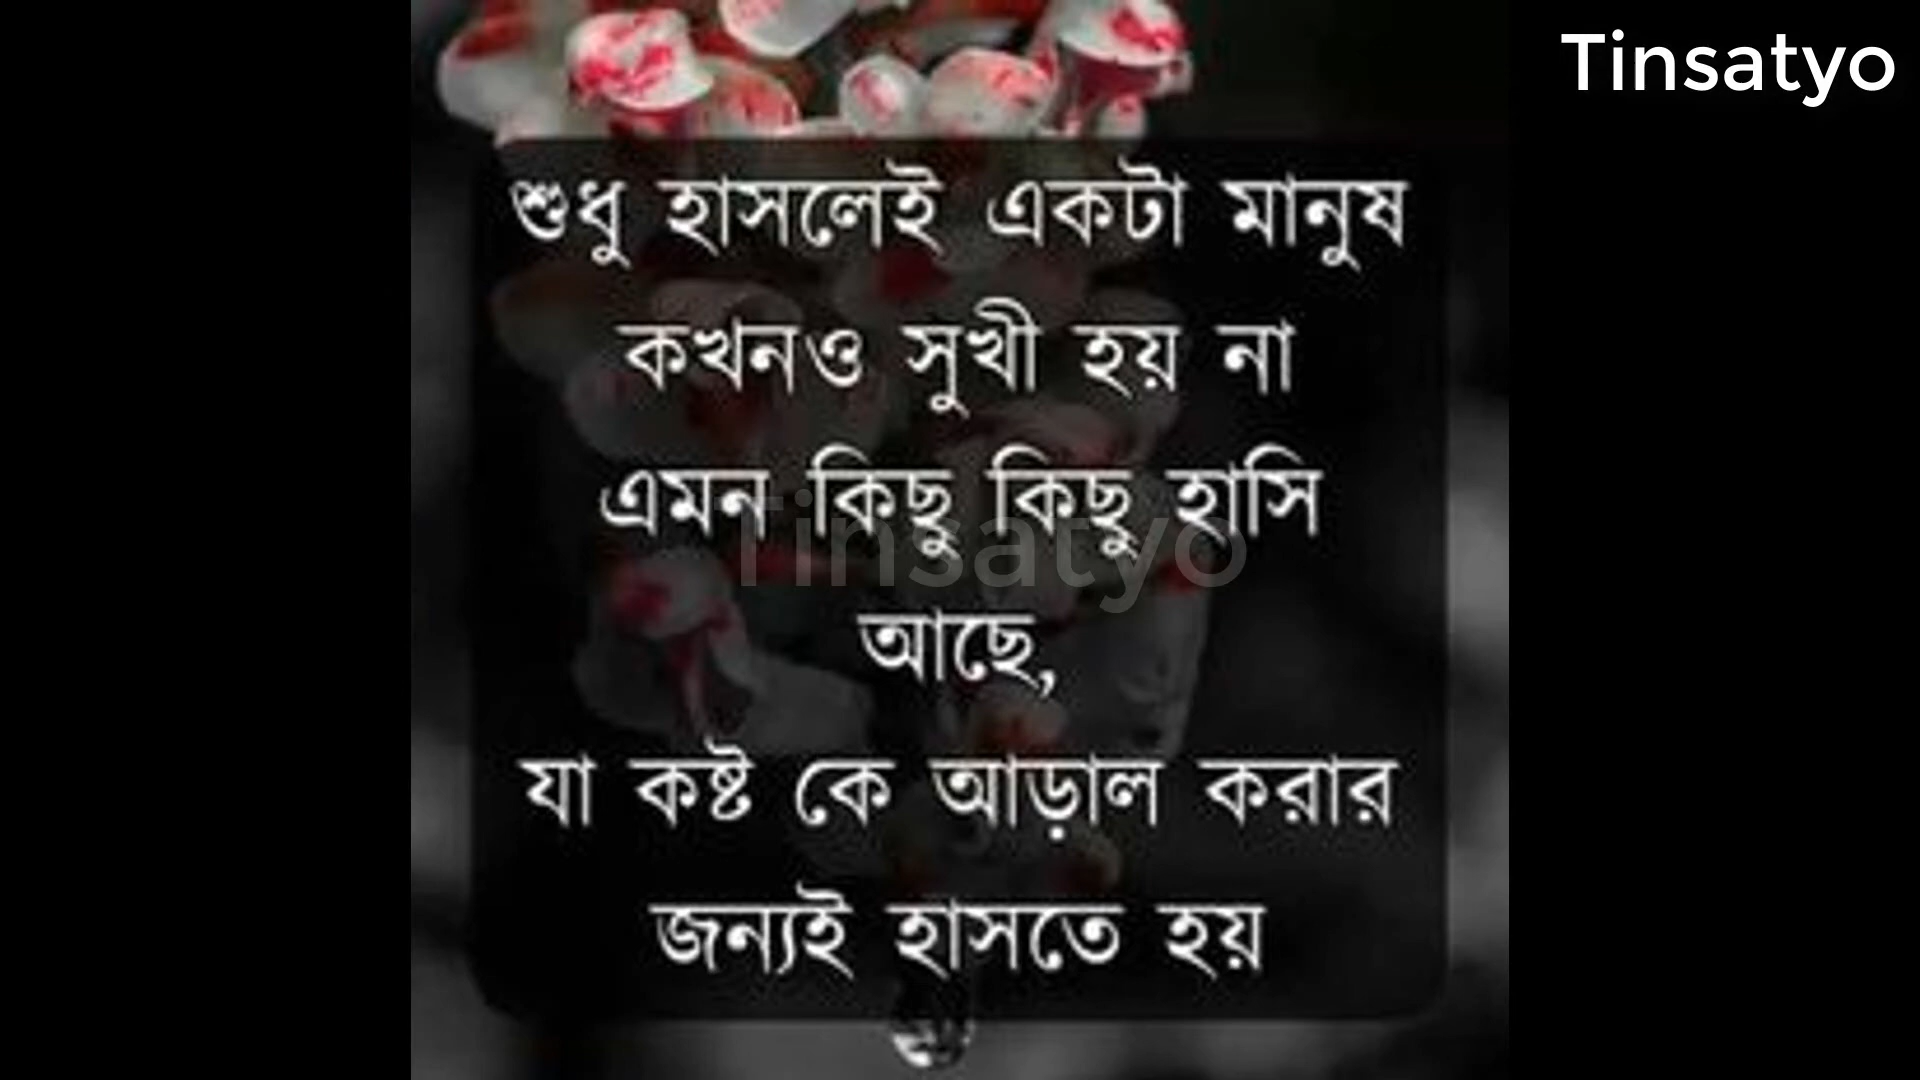 Tinsatyo
শুধু হাসলেই একটা মানুষ
কখনও সুখী হয় না
এমন কিছু কিছু হাসি
Tinsatyo
আছে,
যা কষ্ট কে আড়াল করার
জন্যই হাসতে হয়